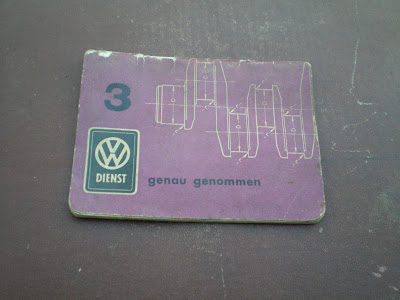 3
VW
DIENST
genau genommen